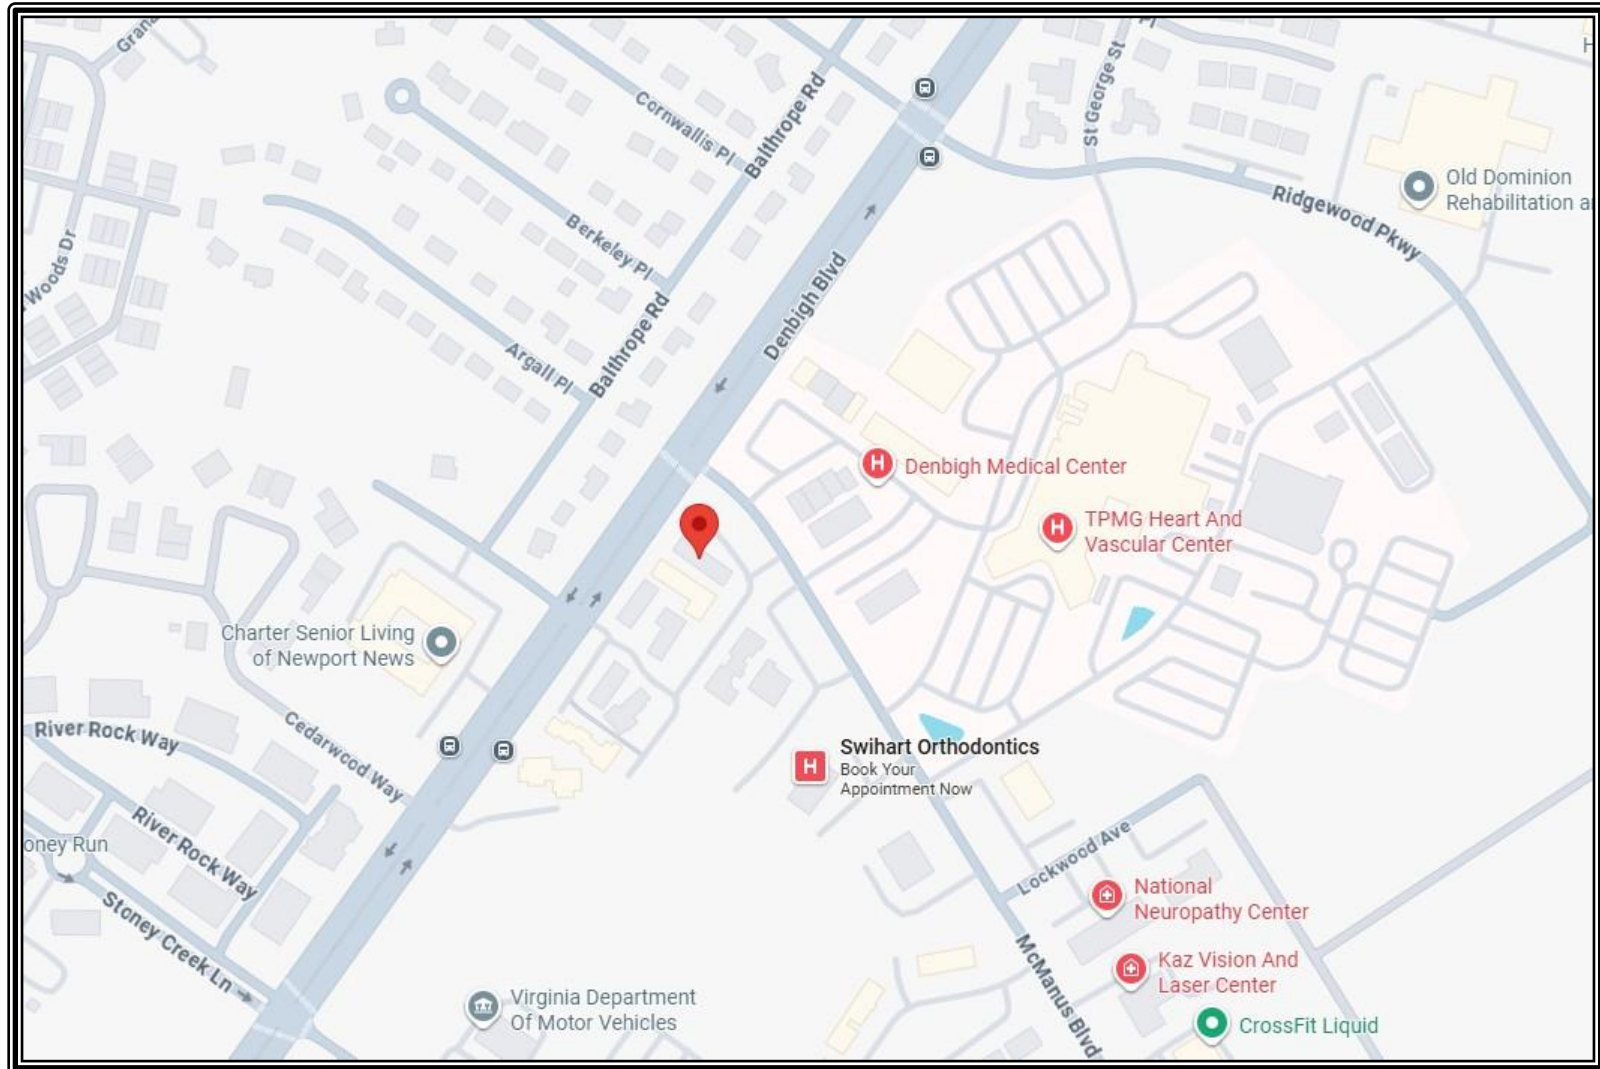 Cornwallis Pl
Balthrope Rd
St George St
Old Dominion
Rehabilitation
Ridgewood Pkwy
Berkeley Pl
Woods Dr
Denbigh Blvd
Balthrope Rd
Argall Pl
Denbigh Medical Center
TPMG Heart And
Vascular Center
Charter Senior Living
of Newport News
River Rock Way
Cedarwood Way
Swihart Orthodontics
Book Your
Appointment Now
River Rock Way
oney Run
Lockwood Ave
National
Neuropathy Center
Stoney Creek Ln
McManus Blvd
Kaz Vision And
Laser Center
Virginia Department
Of Motor Vehicles
CrossFit Liquid